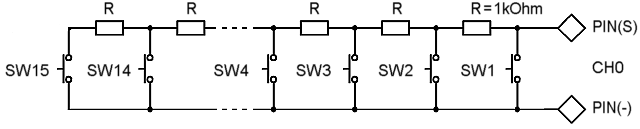 R R R R R=1kOhm PIN(S)
SW15 SW14 SW4 SW3 SW2 SW1 CH0
PIN(-)